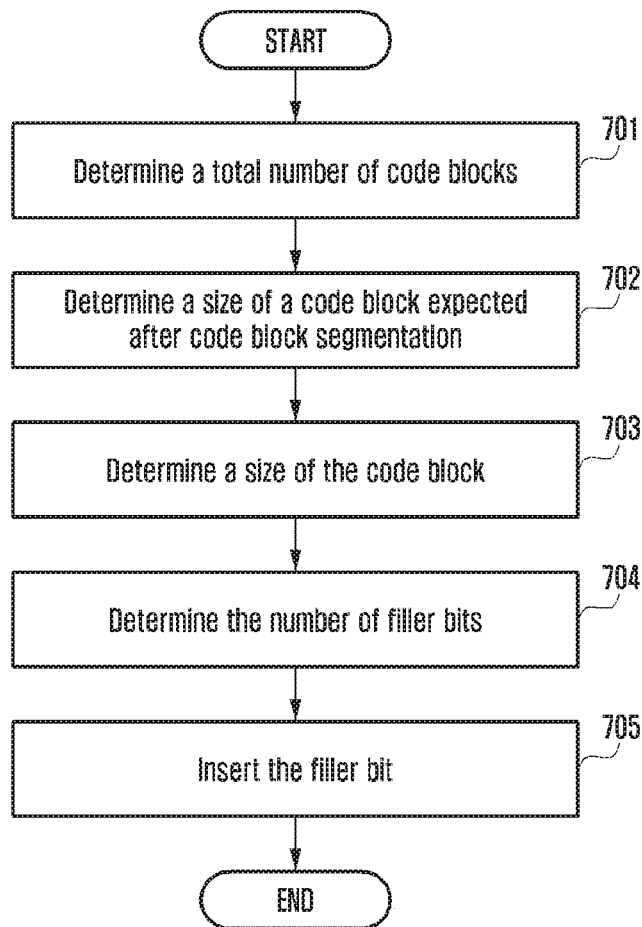 START
701
Determine a total number of code blocks
702
Determine a size of a code block expected
after code block segmentation
703
Determine a size of the code block
704
Determine the number of filler bits
705
Insert the filler bit
END